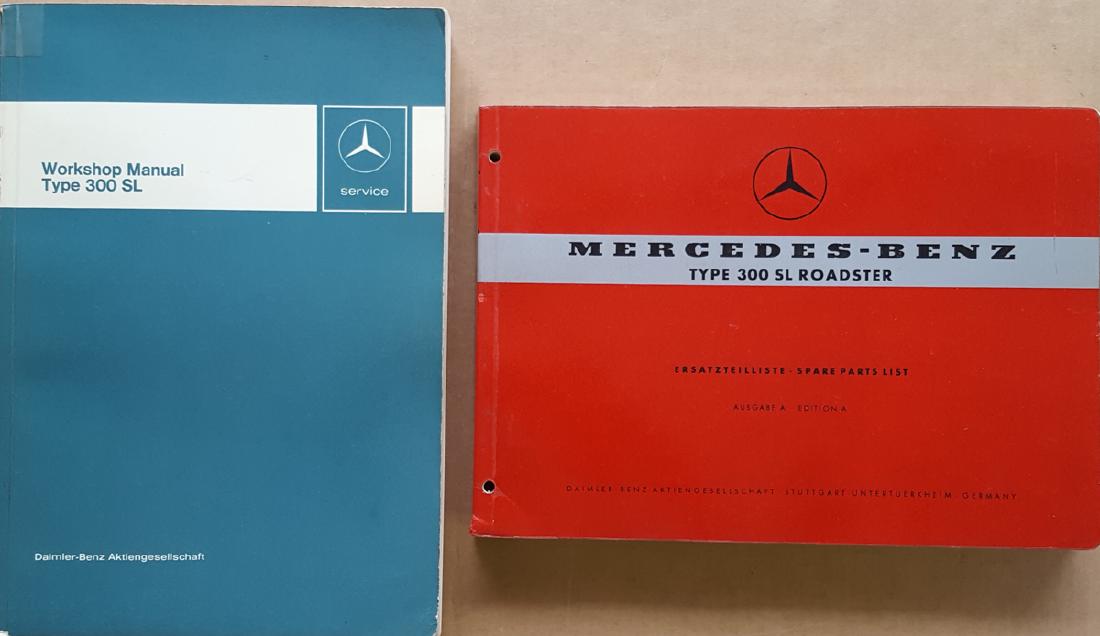 Workshop Manual
Type 300 SL
service
Daimler-Benz Aktiengesellschaft
MERCEDES-BENZ
TYPE 300 SL ROADSTER
ERSATZTEILLISTE - SPARE PARTS LIST
AUSGABE A EDITION A
DAIMLER-BENZ AKTIENGESELLSCHAFT STUTTGART-UNTERTUERKHEIM, GERMANY